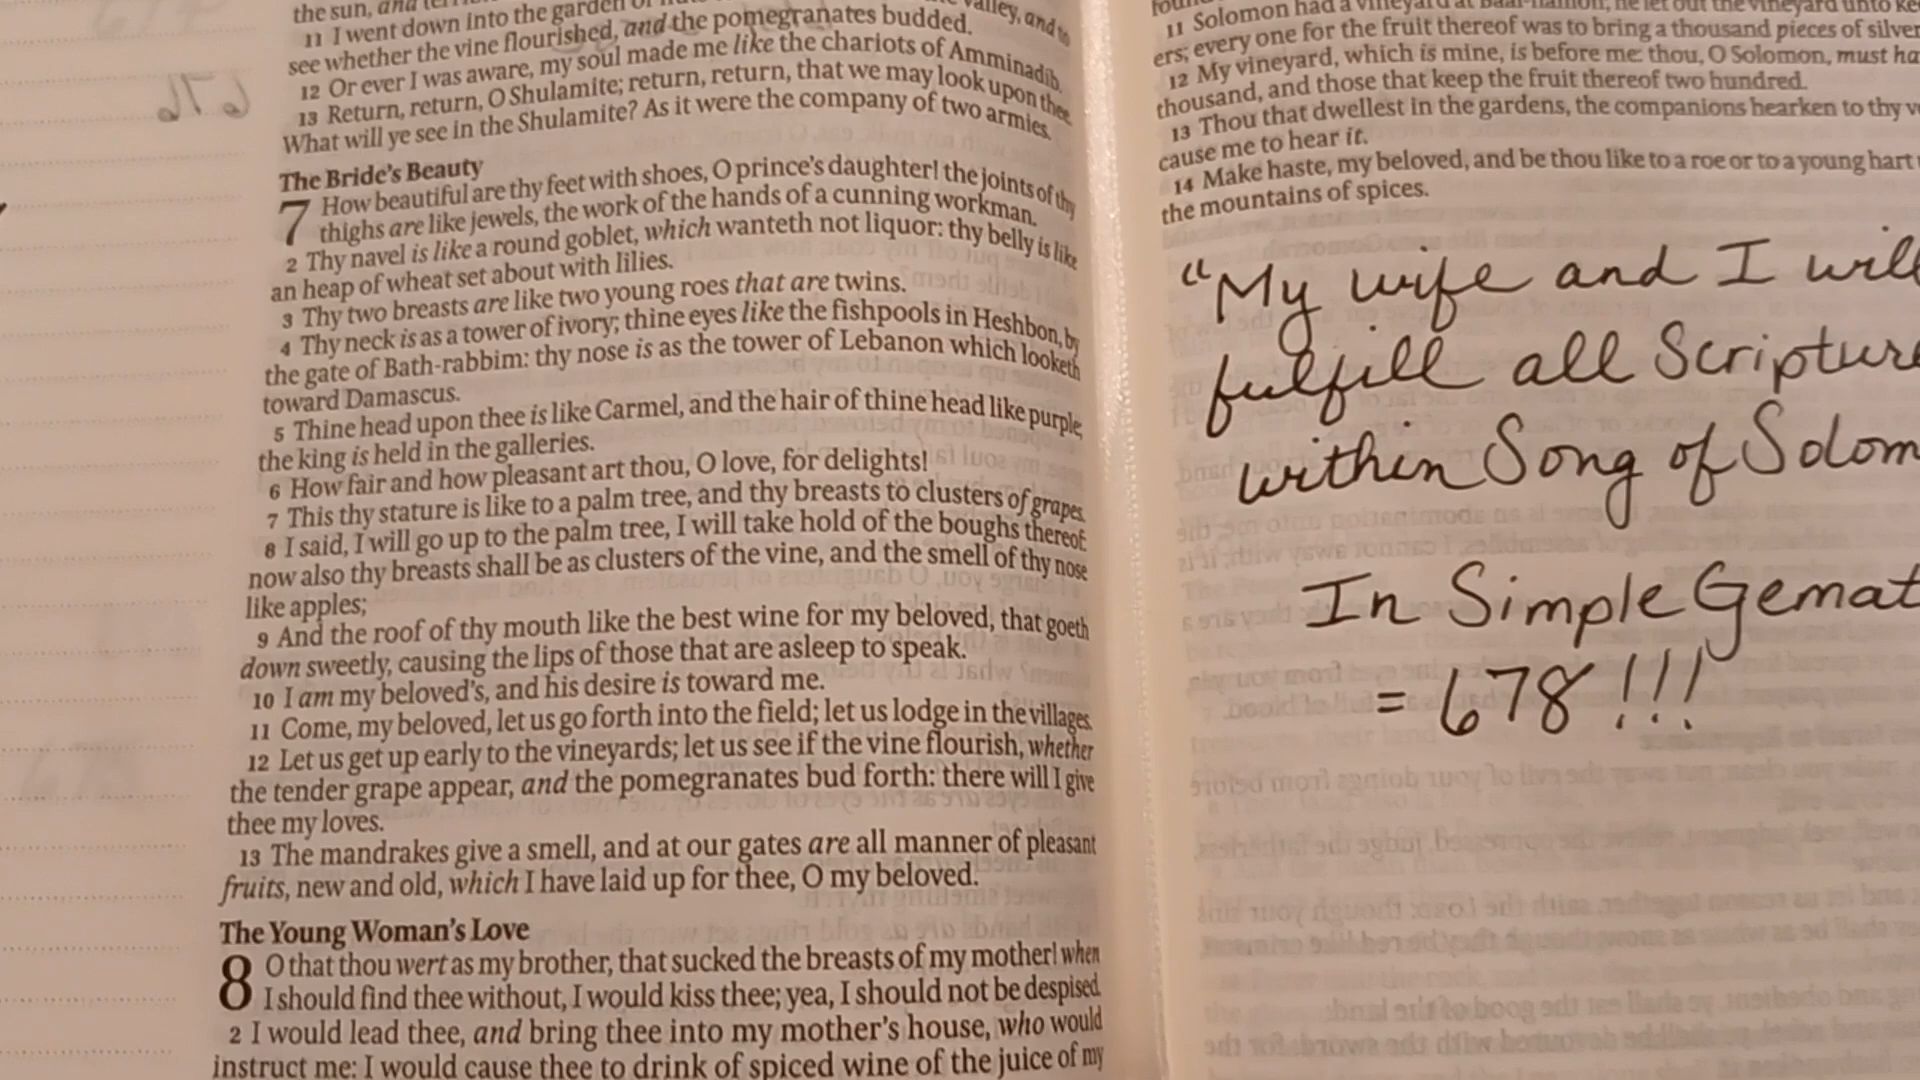 the sun, and
valley, and to
11 I went down into the garden of
see whether the vine flourished, and the pomegranates budded.
12 Or ever I was aware, my soul made me like the chariots of Amminadib.
13 Return, return, O Shulamite; return, return, that we may look upon thee.
What will ye see in the Shulamite? As it were the company of two armies.
The Bride's Beauty
7 How beautiful are thy feet with shoes, O prince's daughter! the joints of thy
thighs are like jewels, the work of the hands of a cunning workman.
2 Thy navel is like a round goblet, which wanteth not liquor: thy belly is like
an heap of wheat set about with lilies.
3 Thy two breasts are like two young roes that are twins.
4 Thy neck is as a tower of ivory; thine eyes like the fishpools in Heshbon, by
the gate of Bath-rabbim: thy nose is as the tower of Lebanon which looketh
toward Damascus.
5 Thine head upon thee is like Carmel, and the hair of thine head like purple;
the king is held in the galleries.
6 How fair and how pleasant art thou, O love, for delights!
7 This thy stature is like to a palm tree, and thy breasts to clusters of grapes.
8 I said, I will go up to the palm tree, I will take hold of the boughs thereof:
now also thy breasts shall be as clusters of the vine, and the smell of thy nose
like apples;
9 And the roof of thy mouth like the best wine for my beloved, that goeth
down sweetly, causing the lips of those that are asleep to speak.
10 I am my beloved's, and his desire is toward me.
11 Come, my beloved, let us go forth into the field; let us lodge in the villages.
12 Let us get up early to the vineyards; let us see if the vine flourish, whether
the tender grape appear, and the pomegranates bud forth: there will I give
thee my loves.
13 The mandrakes give a smell, and at our gates are all manner of pleasant
fruits, new and old, which I have laid up for thee, O my beloved.
The Young Woman's Love
8 O that thou wert as my brother, that sucked the breasts of my mother! when
I should find thee without, I would kiss thee; yea, I should not be despised.
2 I would lead thee, and bring thee into my mother's house, who would
instruct me: I would cause thee to drink of spiced wine of the juice of my
11 Solomon had a vineyard at Baal-hamon; he let out the vineyard unto
ers; every one for the fruit thereof was to bring a thousand pieces of silver
12 My vineyard, which is mine, is before me: thou, O Solomon, must ha
thousand, and those that keep the fruit thereof two hundred.
13 Thou that dwellest in the gardens, the companions hearken to thy v
cause me to hear it.
14 Make haste, my beloved, and be thou like to a roe or to a young hart
the mountains of spices.
"My wife and I will
fulfill all Scripture
within Song of Solom
In Simple Gemat
= 678!!!